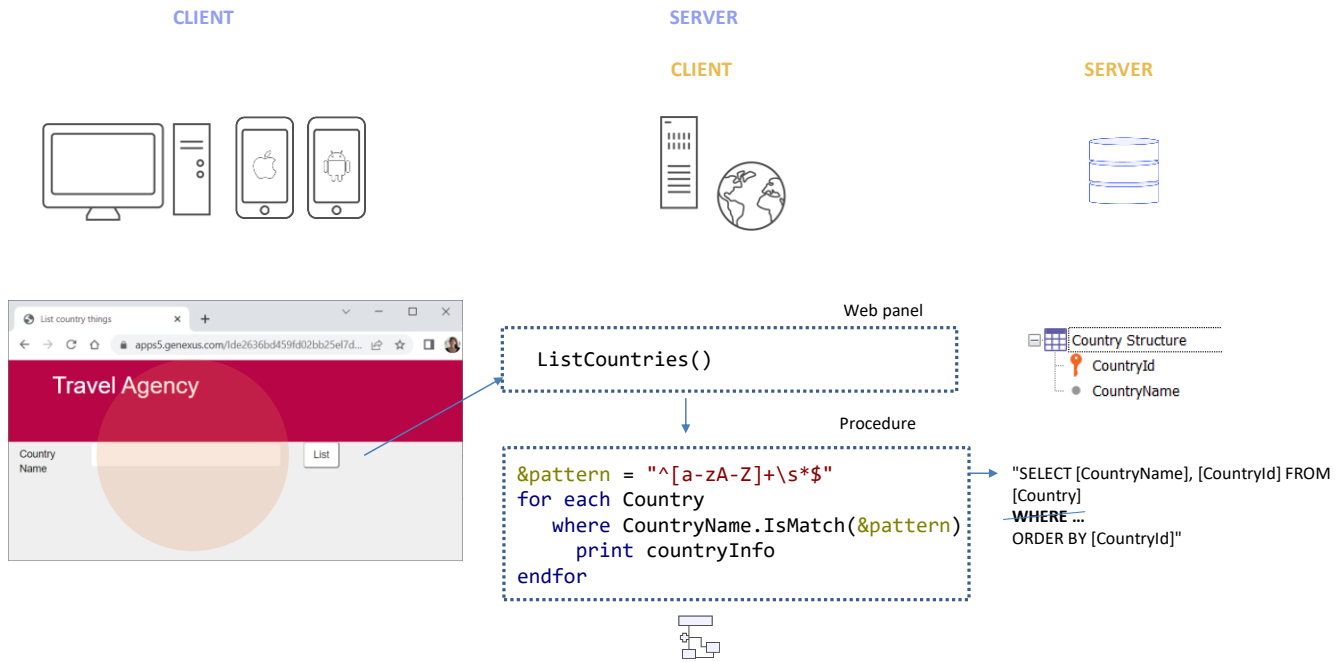 CLIENT
SERVER
CLIENT
SERVER
List country things
apps5.genexus.com/Ide2636bd459fd02bb25el7d...
Travel Agency
Country
Name
List
Web panel
ListCountries()
Procedure
&pattern = "^[a-zA-Z]+\s*$"
for each Country
where CountryName.IsMatch(&pattern)
print countryInfo
endfor
Country Structure
CountryId
CountryName
"SELECT [CountryName], [CountryId] FROM
[Country]
WHERE ...
ORDER BY [CountryId]"